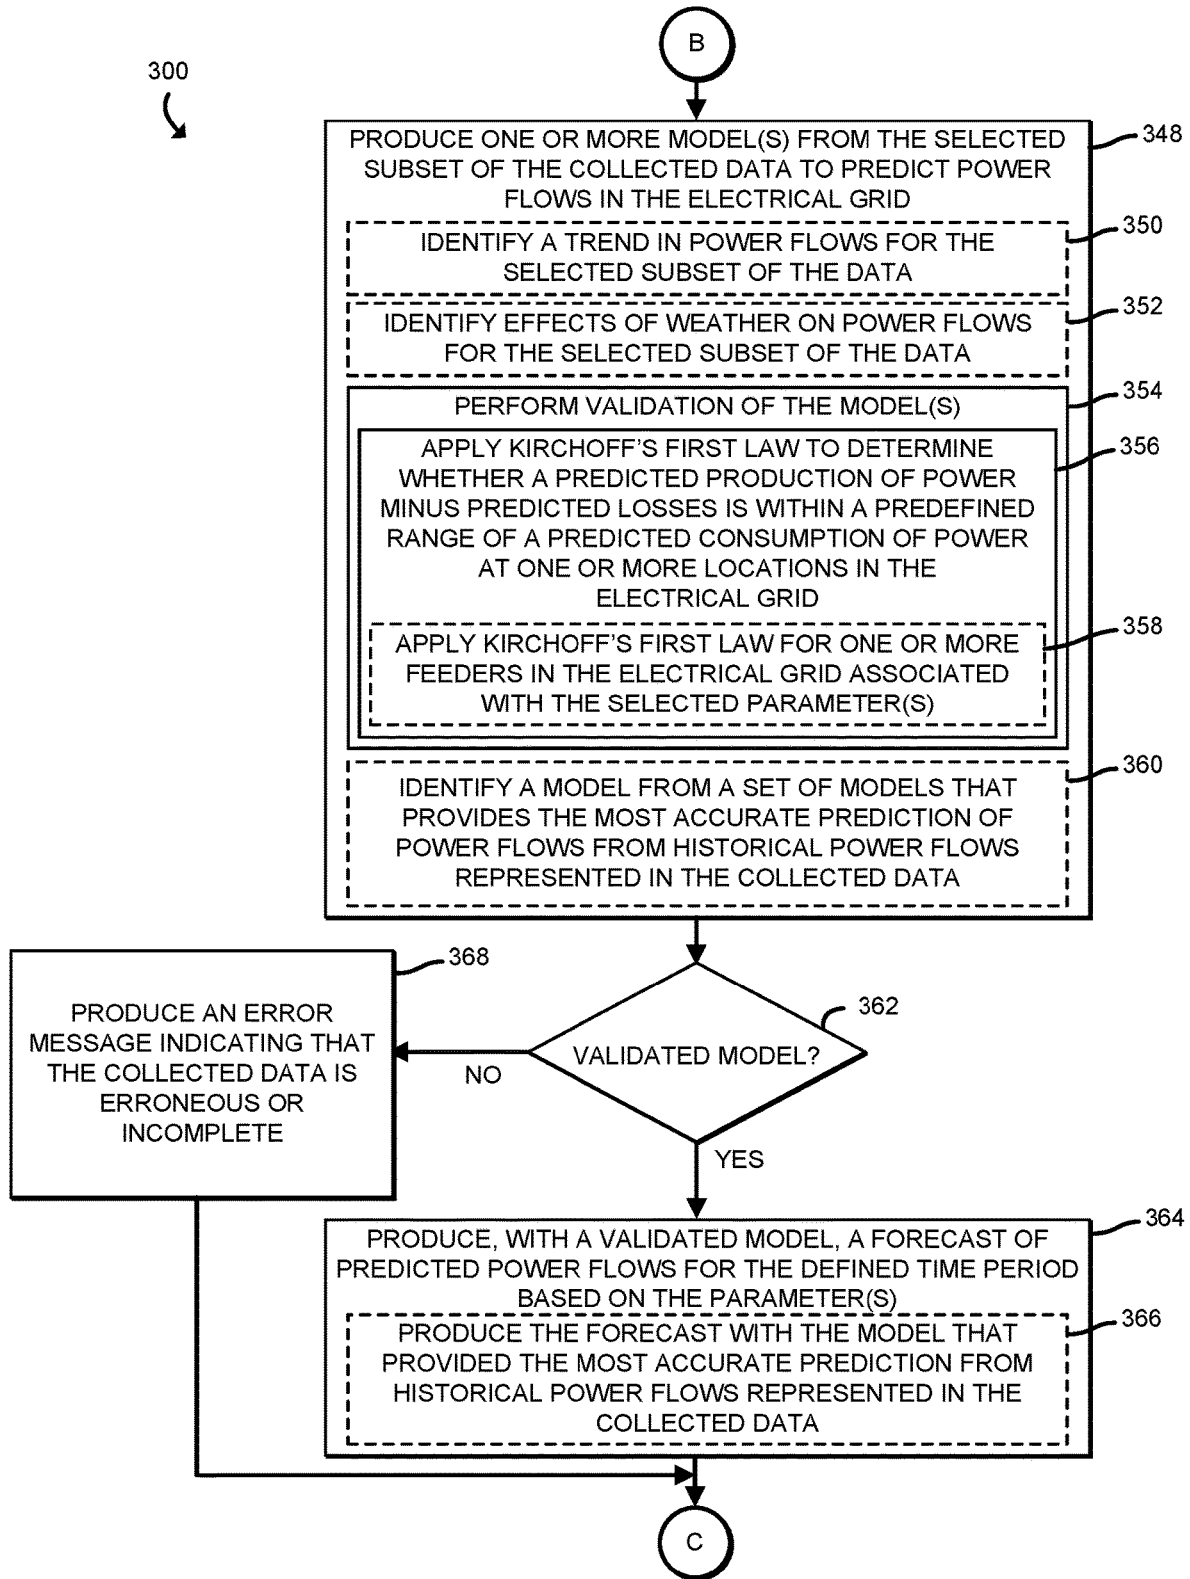 B
300
PRODUCE ONE OR MORE MODEL(S) FROM THE SELECTED
SUBSET OF THE COLLECTED DATA TO PREDICT POWER
FLOWS IN THE ELECTRICAL GRID
348
IDENTIFY A TREND IN POWER FLOWS FOR THE
SELECTED SUBSET OF THE DATA
350
IDENTIFY EFFECTS OF WEATHER ON POWER FLOWS
FOR THE SELECTED SUBSET OF THE DATA
352
PERFORM VALIDATION OF THE MODEL(S)
354
APPLY KIRCHOFF'S FIRST LAW TO DETERMINE
WHETHER A PREDICTED PRODUCTION OF POWER
MINUS PREDICTED LOSSES IS WITHIN A PREDEFINED
RANGE OF A PREDICTED CONSUMPTION OF POWER
AT ONE OR MORE LOCATIONS IN THE
ELECTRICAL GRID
356
APPLY KIRCHOFF'S FIRST LAW FOR ONE OR MORE
FEEDERS IN THE ELECTRICAL GRID ASSOCIATED
WITH THE SELECTED PARAMETER(S)
358
IDENTIFY A MODEL FROM A SET OF MODELS THAT
PROVIDES THE MOST ACCURATE PREDICTION OF
POWER FLOWS FROM HISTORICAL POWER FLOWS
REPRESENTED IN THE COLLECTED DATA
360
VALIDATED MODEL?
362
NO
YES
PRODUCE AN ERROR
MESSAGE INDICATING THAT
THE COLLECTED DATA IS
ERRONEOUS OR
INCOMPLETE
368
PRODUCE, WITH A VALIDATED MODEL, A FORECAST OF
PREDICTED POWER FLOWS FOR THE DEFINED TIME PERIOD
BASED ON THE PARAMETER(S)
364
PRODUCE THE FORECAST WITH THE MODEL THAT
PROVIDED THE MOST ACCURATE PREDICTION FROM
HISTORICAL POWER FLOWS REPRESENTED IN THE
COLLECTED DATA
366
C